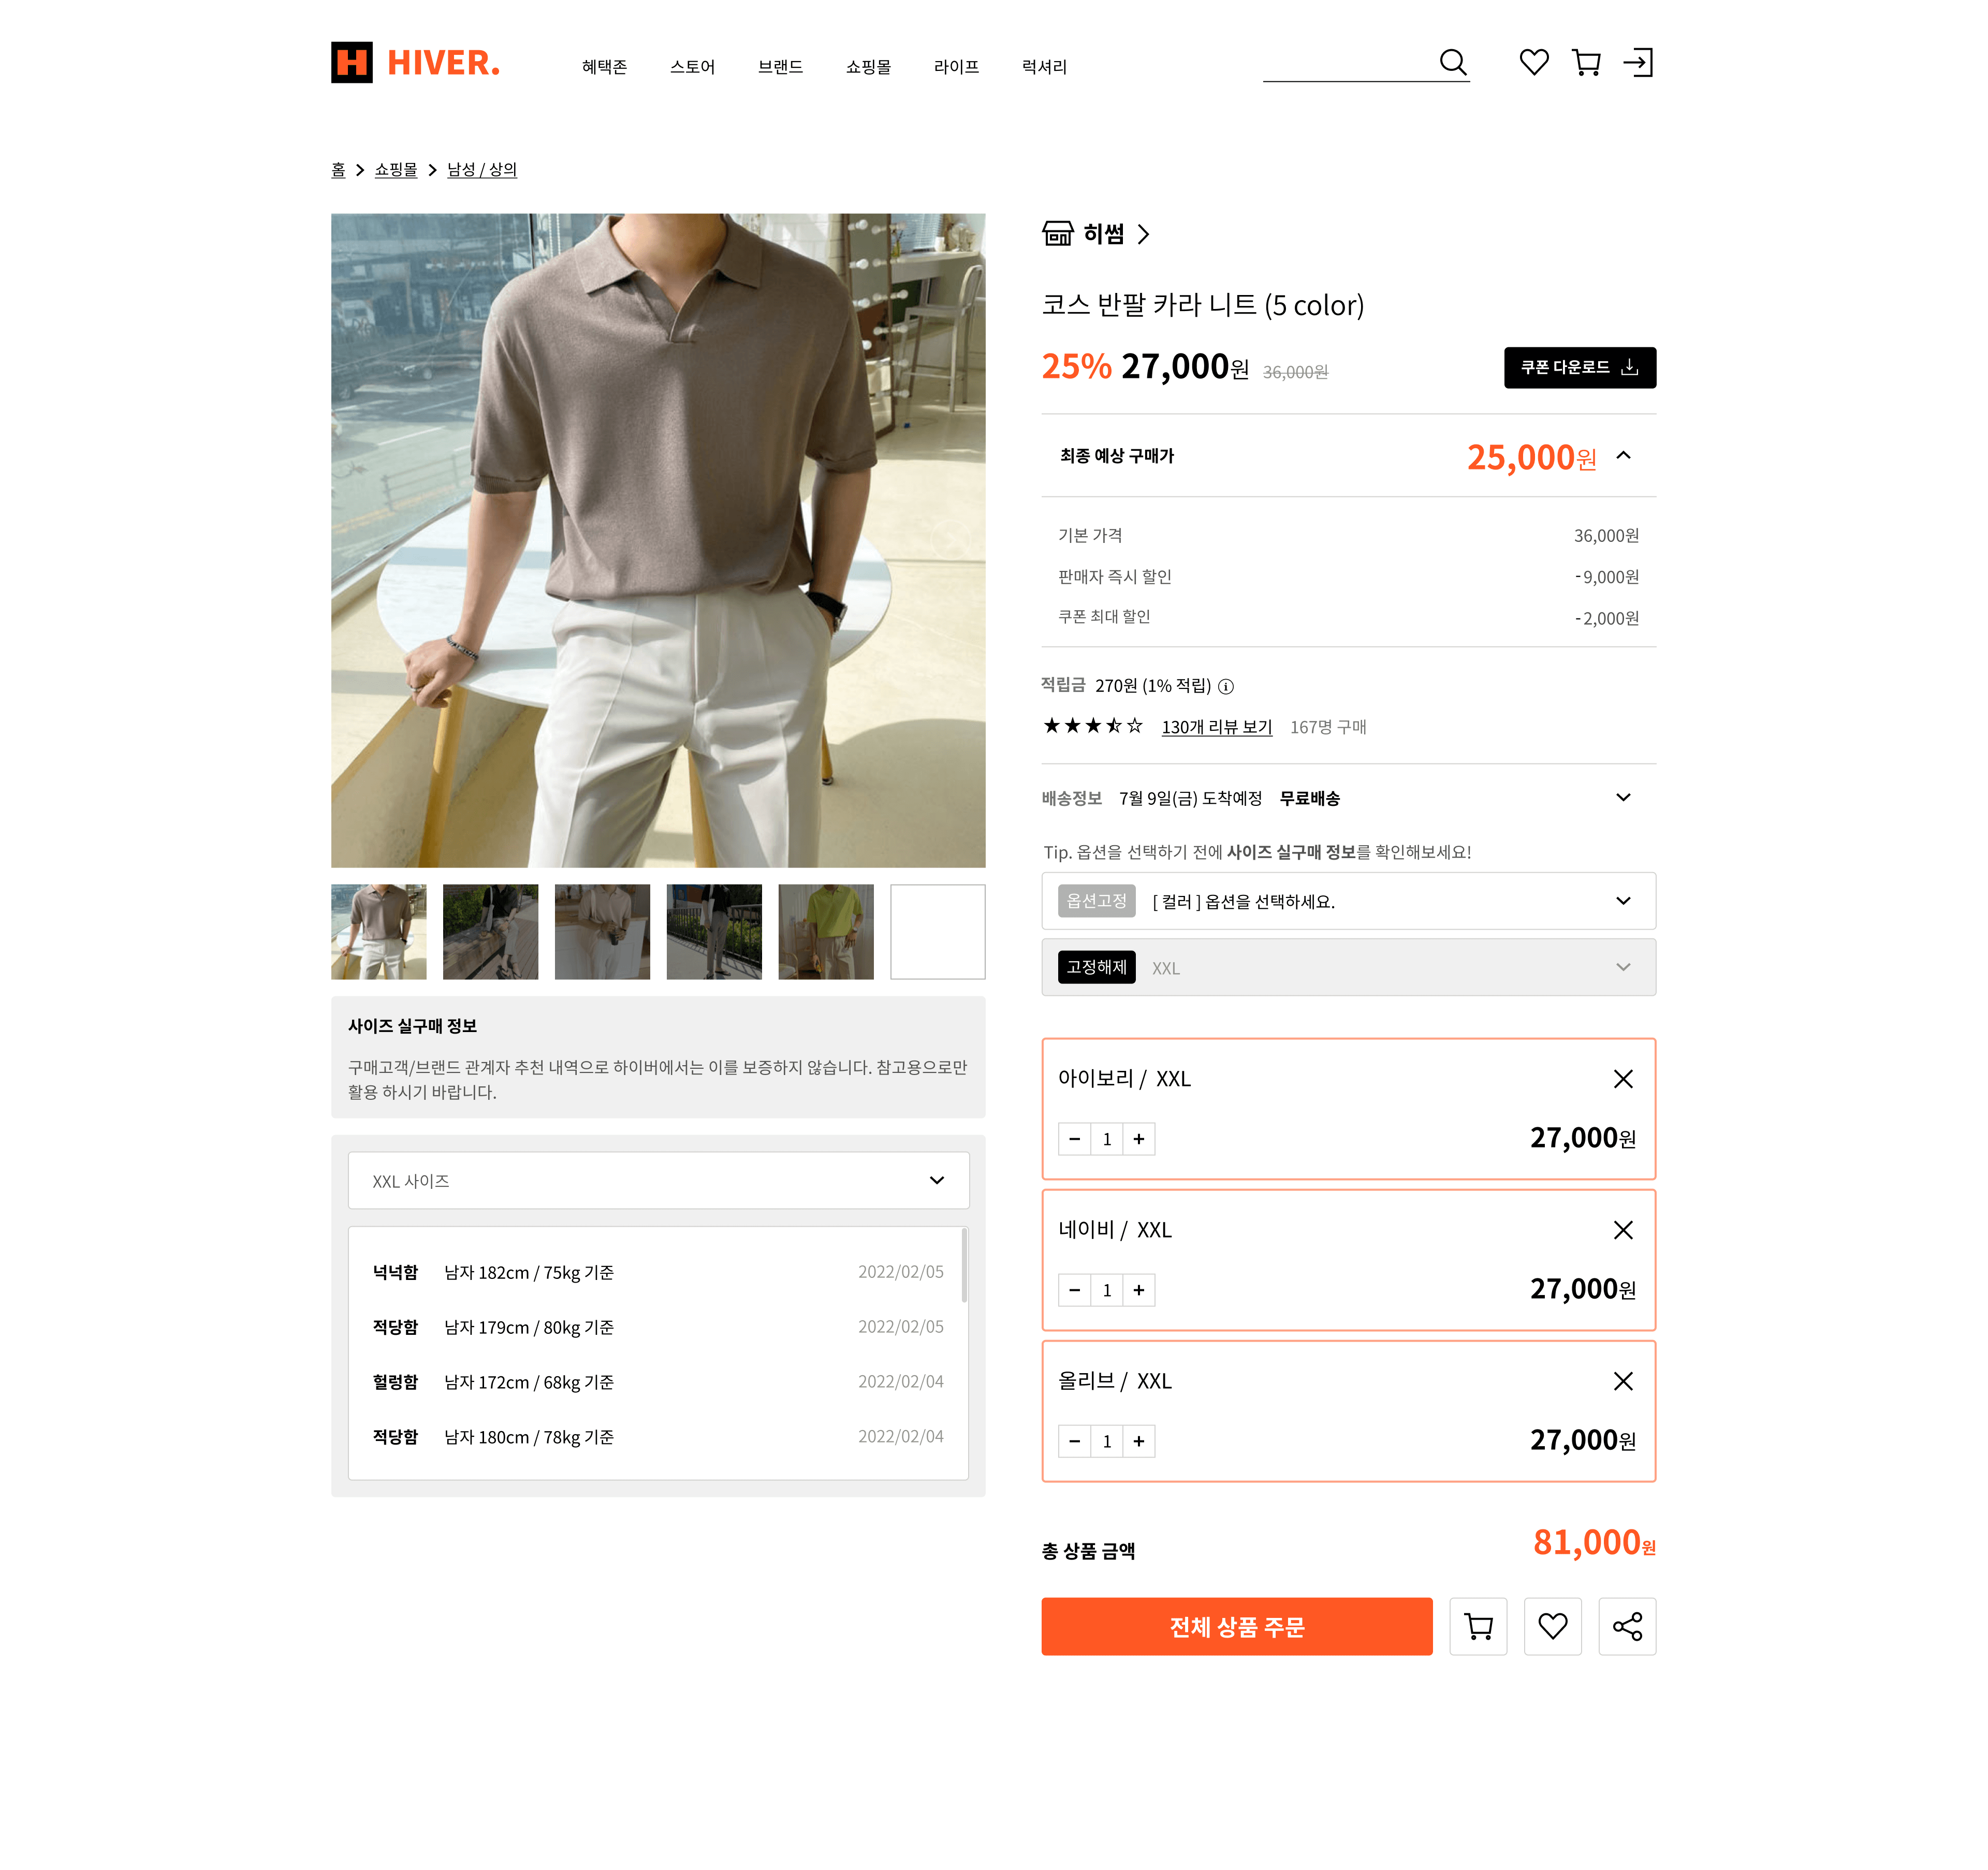 H HIVER.
혜택존 스토어 브랜드 쇼핑몰 라이프 럭셔리
홈 > 쇼핑몰 > 남성 / 상의
히썸
코스 반팔 카라 니트 (5 color)
25% 27,000원 36,000원
쿠폰 다운로드
최종 예상 구매가 25,000원
기본 가격 36,000원
판매자 즉시 할인 -9,000원
쿠폰 최대 할인 -2,000원
적립금 270원 (1% 적립)
★★★ 130개 리뷰 보기 167명 구매
배송정보 7월 9일(금) 도착예정 무료배송
Tip. 옵션을 선택하기 전에 사이즈 실구매 정보를 확인해보세요!
옵션고정 [ 컬러 ] 옵션을 선택하세요.
고정해제 XXL
아이보리 / XXL
- 1 + 27,000원
네이비 / XXL
- 1 + 27,000원
올리브 / XXL
- 1 + 27,000원
총 상품 금액 81,000원
전체 상품 주문
사이즈 실구매 정보
구매고객/브랜드 관계자 추천 내역으로 하이버에서는 이를 보증하지 않습니다. 참고용으로만
활용 하시기 바랍니다.
XXL 사이즈
넉넉함 남자 182cm / 75kg 기준 2022/02/05
적당함 남자 179cm / 80kg 기준 2022/02/05
헐렁함 남자 172cm / 68kg 기준 2022/02/04
적당함 남자 180cm / 78kg 기준 2022/02/04